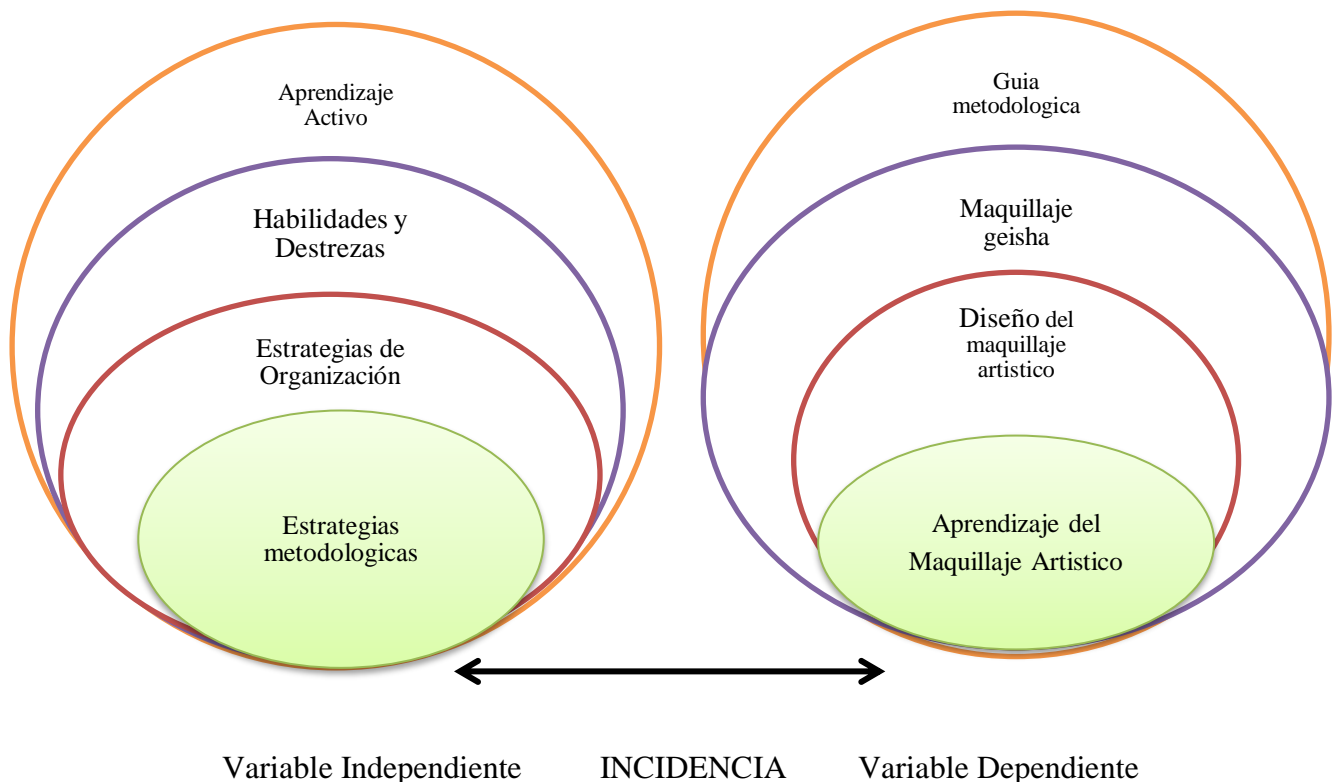 Aprendizaje
Activo
Habilidades y
Destrezas
Estrategias de
Organización
Estrategias
metodologicas
Guia
metodologica
Maquillaje
geisha
Diseño del
maquillaje
artistico
Aprendizaje del
Maquillaje Artistico
Variable Independiente INCIDENCIA Variable Dependiente